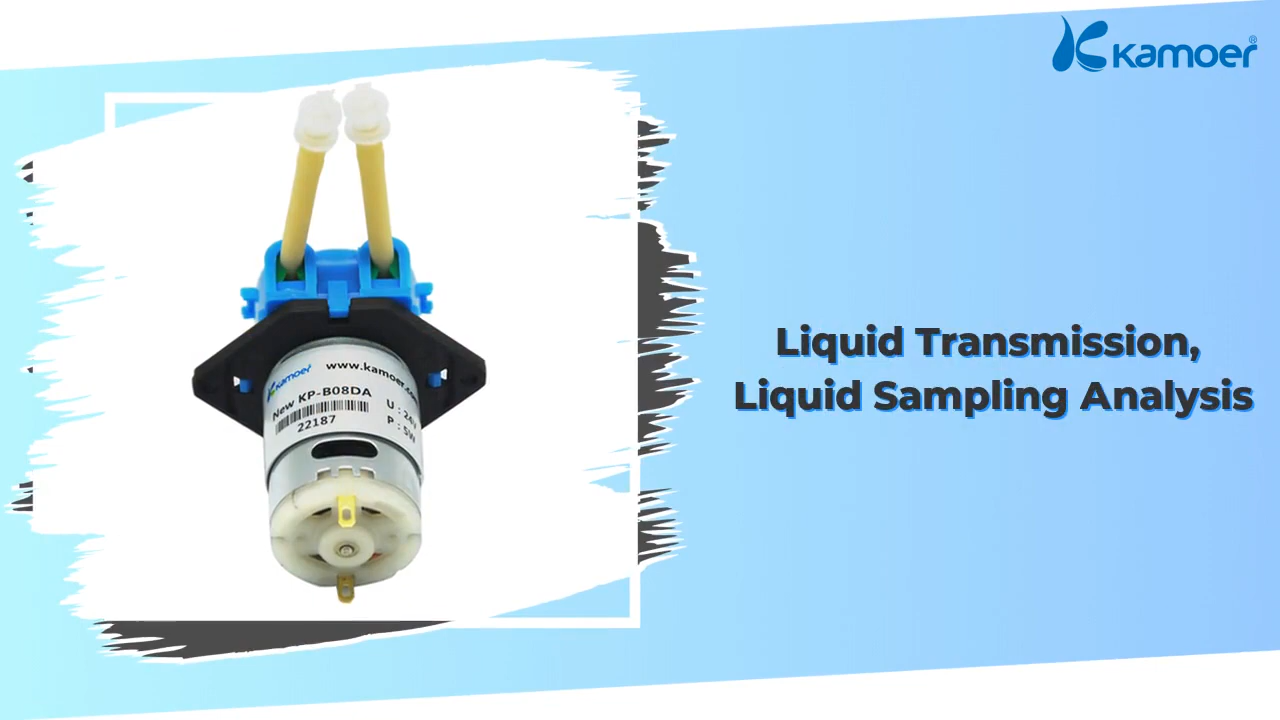 Kamoer®
Kamoer
www.kamoer.com
New KP-B08DA
22187
U : 24V
P : 5W
Liquid Transmission,
Liquid Sampling Analysis